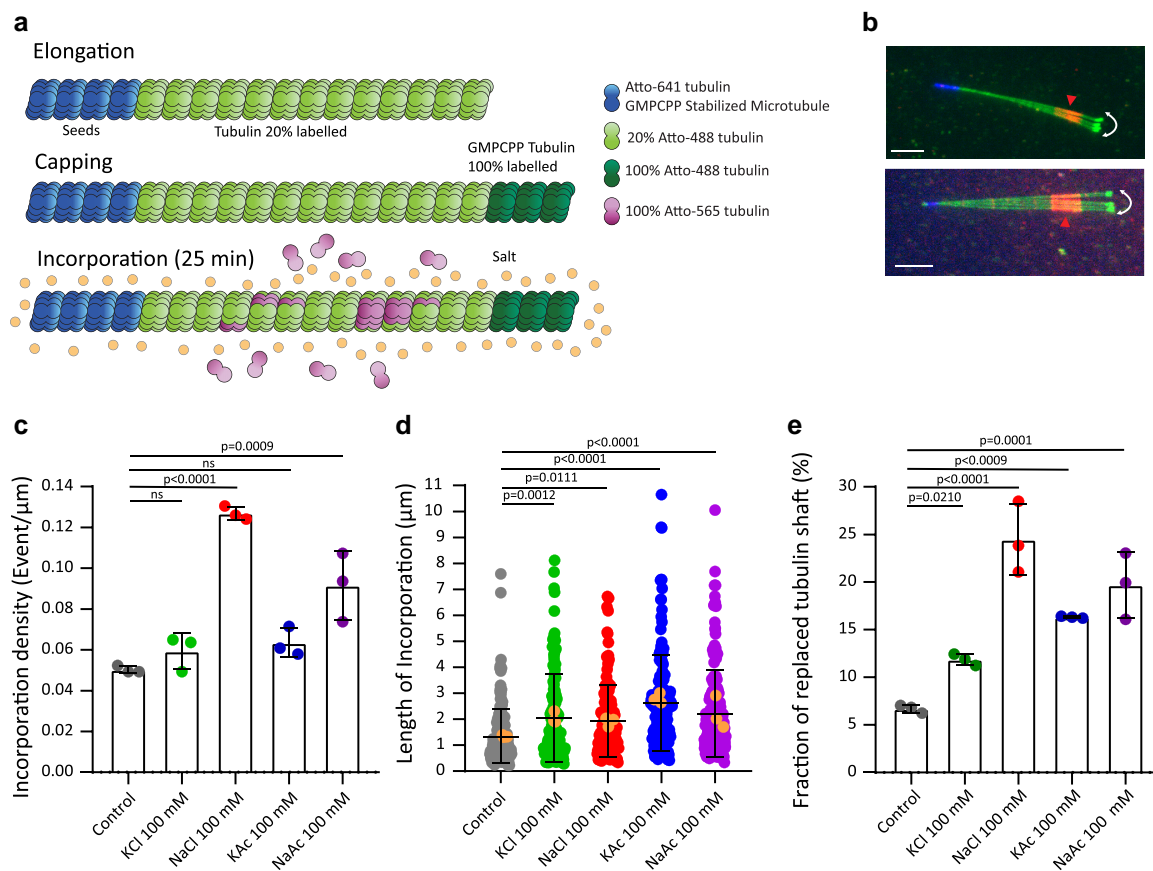 a
Elongation
Seeds
Tubulin 20% labelled
Capping
GMPCPP Tubulin
100% labelled
Incorporation (25 min)
Salt
Atto-641 tubulin
GMPCPP Stabilized Microtubule
20% Atto-488 tubulin
100% Atto-488 tubulin
100% Atto-565 tubulin
b
c
p=0.0009
ns
p<0.0001
ns
Incorporation density (Event/µm)
0.14
0.12
0.10
0.08
0.06
0.04
0.02
0.00
Control
KCl 100 mM
NaCl 100 mM
KAc 100 mM
NaAc 100 mM
d
p<0.0001
p<0.0001
p=0.0111
p=0.0012
Length of Incorporation (µm)
11
10
9
8
7
6
5
4
3
2
1
0
Control
KCl 100 mM
NaCl 100 mM
KAc 100 mM
NaAc 100 mM
e
p=0.0001
p<0.0009
p<0.0001
p=0.0210
Fraction of replaced tubulin shaft (%)
30
25
20
15
10
5
0
Control
KCl 100 mM
NaCl 100 mM
KAc 100 mM
NaAc 100 mM